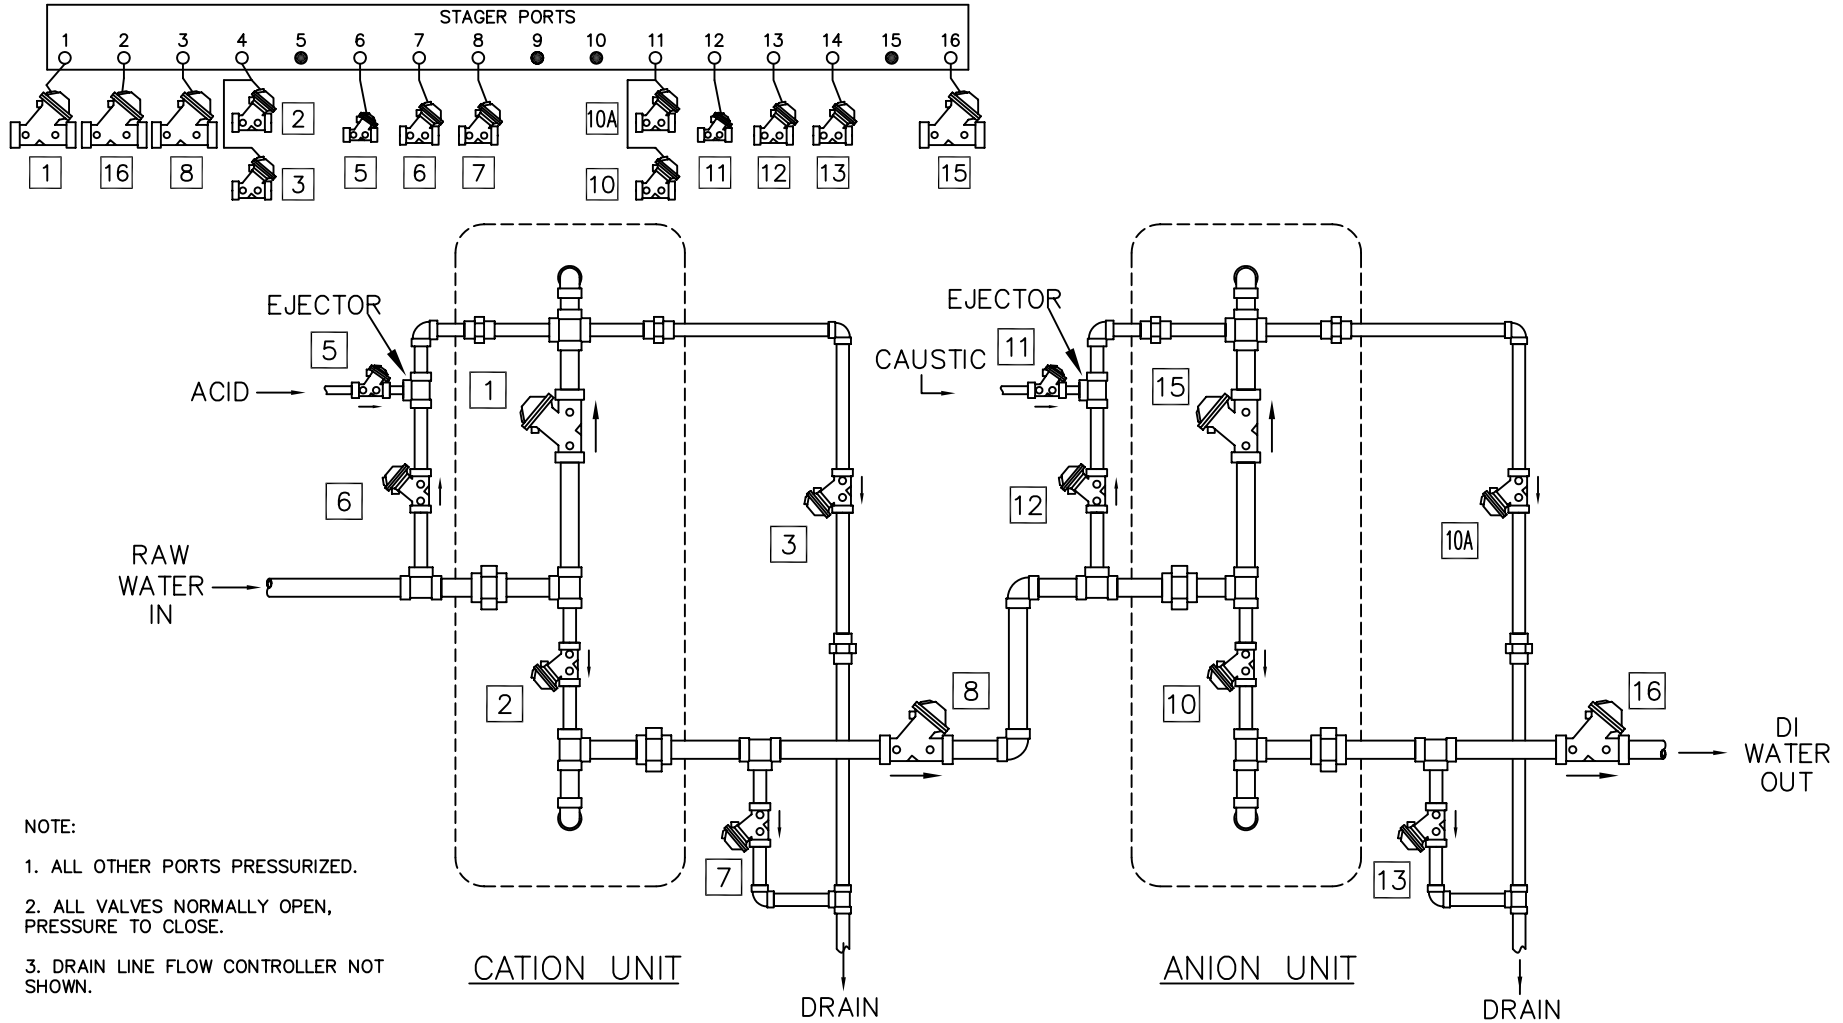 STAGER PORTS
1 2 3 4 5 6 7 8 9 10 11 12 13 14 15 16
2 10A
1 16 8 3 5 6 7 10 11 12 13 15
EJECTOR
5
ACID
1
6
3
RAW
WATER
IN
2
8
7
CATION UNIT
DRAIN
EJECTOR
11
CAUSTIC
15
12
10A
10
16
DI
WATER
OUT
13
ANION UNIT
DRAIN
NOTE:
1. ALL OTHER PORTS PRESSURIZED.
2. ALL VALVES NORMALLY OPEN,
PRESSURE TO CLOSE.
3. DRAIN LINE FLOW CONTROLLER NOT
SHOWN.